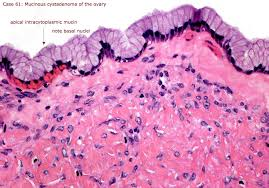 Case 61: Mucinous cystadenoma of the ovary
apical intracytoplasmic mucin
note basal nuclei